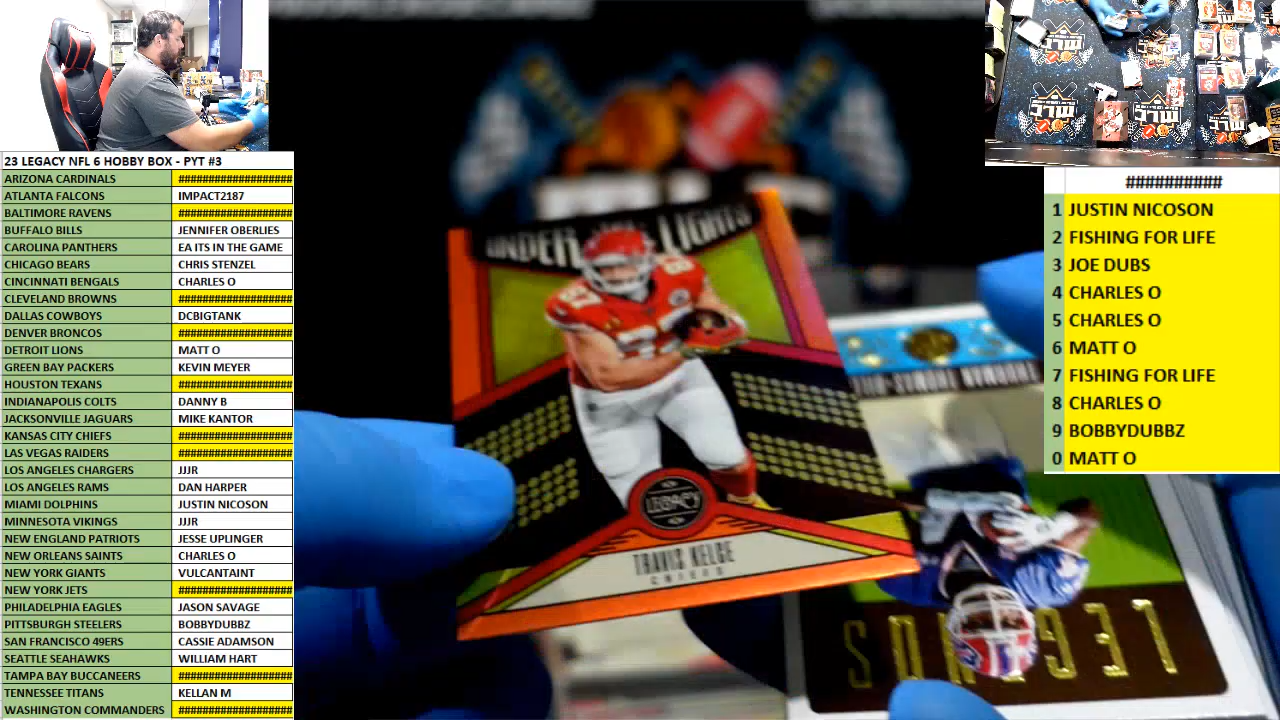 23 LEGACY NFL 6 HOBBY BOX - PYT #3
ARIZONA CARDINALS ###################
ATLANTA FALCONS IMPACT2187
BALTIMORE RAVENS ###################
BUFFALO BILLS JENNIFER OBERLIES
CAROLINA PANTHERS EA ITS IN THE GAME
CHICAGO BEARS CHRIS STENZEL
CINCINNATI BENGALS CHARLES O
CLEVELAND BROWNS ###################
DALLAS COWBOYS DCBIGTANK
DENVER BRONCOS ###################
DETROIT LIONS MATT O
GREEN BAY PACKERS KEVIN MEYER
HOUSTON TEXANS ###################
INDIANAPOLIS COLTS DANNY B
JACKSONVILLE JAGUARS MIKE KANTOR
KANSAS CITY CHIEFS ###################
LAS VEGAS RAIDERS ###################
LOS ANGELES CHARGERS JJJR
LOS ANGELES RAMS DAN HARPER
MIAMI DOLPHINS JUSTIN NICOSON
MINNESOTA VIKINGS JJJR
NEW ENGLAND PATRIOTS JESSE UPLINGER
NEW ORLEANS SAINTS CHARLES O
NEW YORK GIANTS VULCANTAINT
NEW YORK JETS ###################
PHILADELPHIA EAGLES JASON SAVAGE
PITTSBURGH STEELERS BOBBYDUBBZ
SAN FRANCISCO 49ERS CASSIE ADAMSON
SEATTLE SEAHAWKS WILLIAM HART
TAMPA BAY BUCCANEERS ###################
TENNESSEE TITANS KELLAN M
WASHINGTON COMMANDERS ###################
UNDER THE LIGHTS
87
LEGACY
TRAVIS KELCE
CHIEFS
##########
1 JUSTIN NICOSON
2 FISHING FOR LIFE
3 JOE DUBS
4 CHARLES O
5 CHARLES O
6 MATT O
7 FISHING FOR LIFE
8 CHARLES O
9 BOBBYDUBBZ
0 MATT O